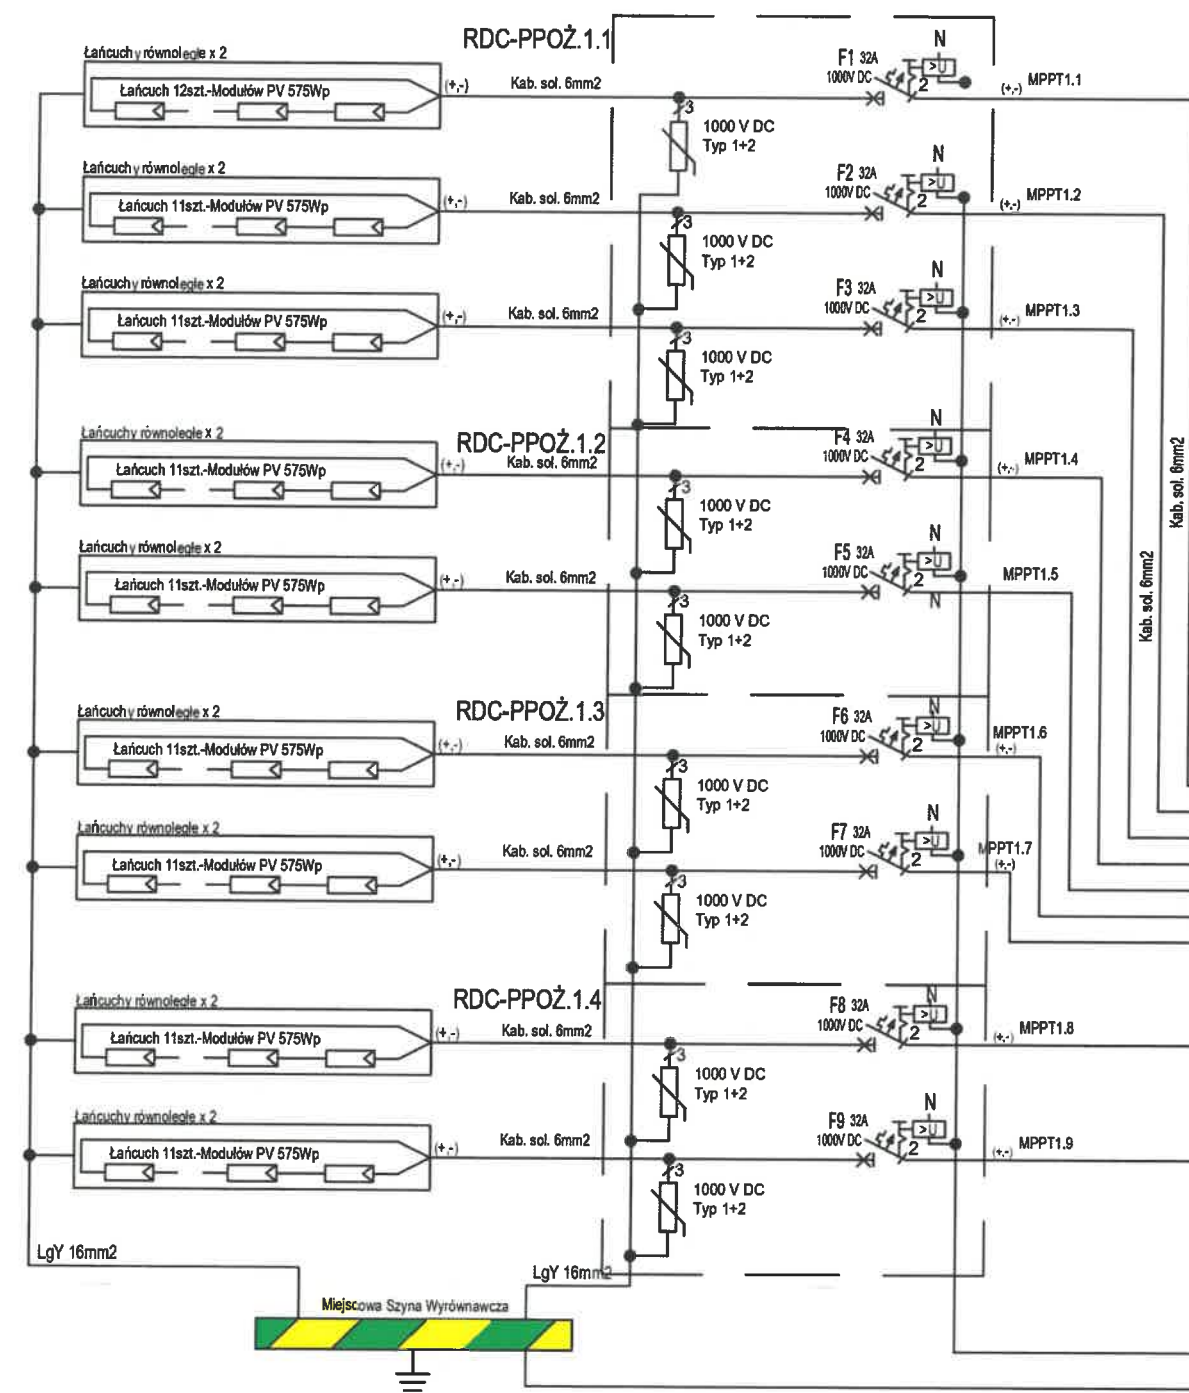 RDC-PPOŻ.1.1
Łańcuchy równoległe x 2
Łańcuch 12szt.-Modułów PV 575Wp
(+,-)
Kab. sol. 6mm2
3
1000 V DC
Typ 1+2
F1 32A
1000V DC
2
N
>U
(+,-) MPPT1.1
Łańcuchy równoległe x 2
Łańcuch 11szt.-Modułów PV 575Wp
(+,-)
Kab. sol. 6mm2
3
1000 V DC
Typ 1+2
F2 32A
1000V DC
2
N
>U
(+,-) MPPT1.2
Łańcuchy równoległe x 2
Łańcuch 11szt.-Modułów PV 575Wp
(+,-)
Kab. sol. 6mm2
3
1000 V DC
Typ 1+2
F3 32A
1000V DC
2
N
>U
(+,-) MPPT1.3
RDC-PPOŻ.1.2
Łańcuchy równoległe x 2
Łańcuch 11szt.-Modułów PV 575Wp
(+,-)
Kab. sol. 6mm2
3
1000 V DC
Typ 1+2
F4 32A
1000V DC
2
N
>U
(+,-) MPPT1.4
Łańcuchy równoległe x 2
Łańcuch 11szt.-Modułów PV 575Wp
(+,-)
Kab. sol. 6mm2
3
1000 V DC
Typ 1+2
F5 32A
1000V DC
2
N
>U
N
MPPT1.5
Kab. sol. 6mm2
Kab. sol. 6mm2
RDC-PPOŻ.1.3
Łańcuchy równoległe x 2
Łańcuch 11szt.-Modułów PV 575Wp
(+,-)
Kab. sol. 6mm2
3
1000 V DC
Typ 1+2
F6 32A
1000V DC
2
N
>U
MPPT1.6
(+,-)
Łańcuchy równoległe x 2
Łańcuch 11szt.-Modułów PV 575Wp
(+,-)
Kab. sol. 6mm2
3
1000 V DC
Typ 1+2
F7 32A
1000V DC
2
N
>U
MPPT1.7
(+,-)
RDC-PPOŻ.1.4
Łańcuchy równoległe x 2
Łańcuch 11szt.-Modułów PV 575Wp
(+,-)
Kab. sol. 6mm2
3
1000 V DC
Typ 1+2
F8 32A
1000V DC
2
N
>U
(+,-) MPPT1.8
Łańcuchy równoległe x 2
Łańcuch 11szt.-Modułów PV 575Wp
(+,-)
Kab. sol. 6mm2
3
1000 V DC
Typ 1+2
F9 32A
1000V DC
2
N
>U
(+,-) MPPT1.9
LgY 16mm2
LgY 16mm2
Miejscowa Szyna Wyrównawcza